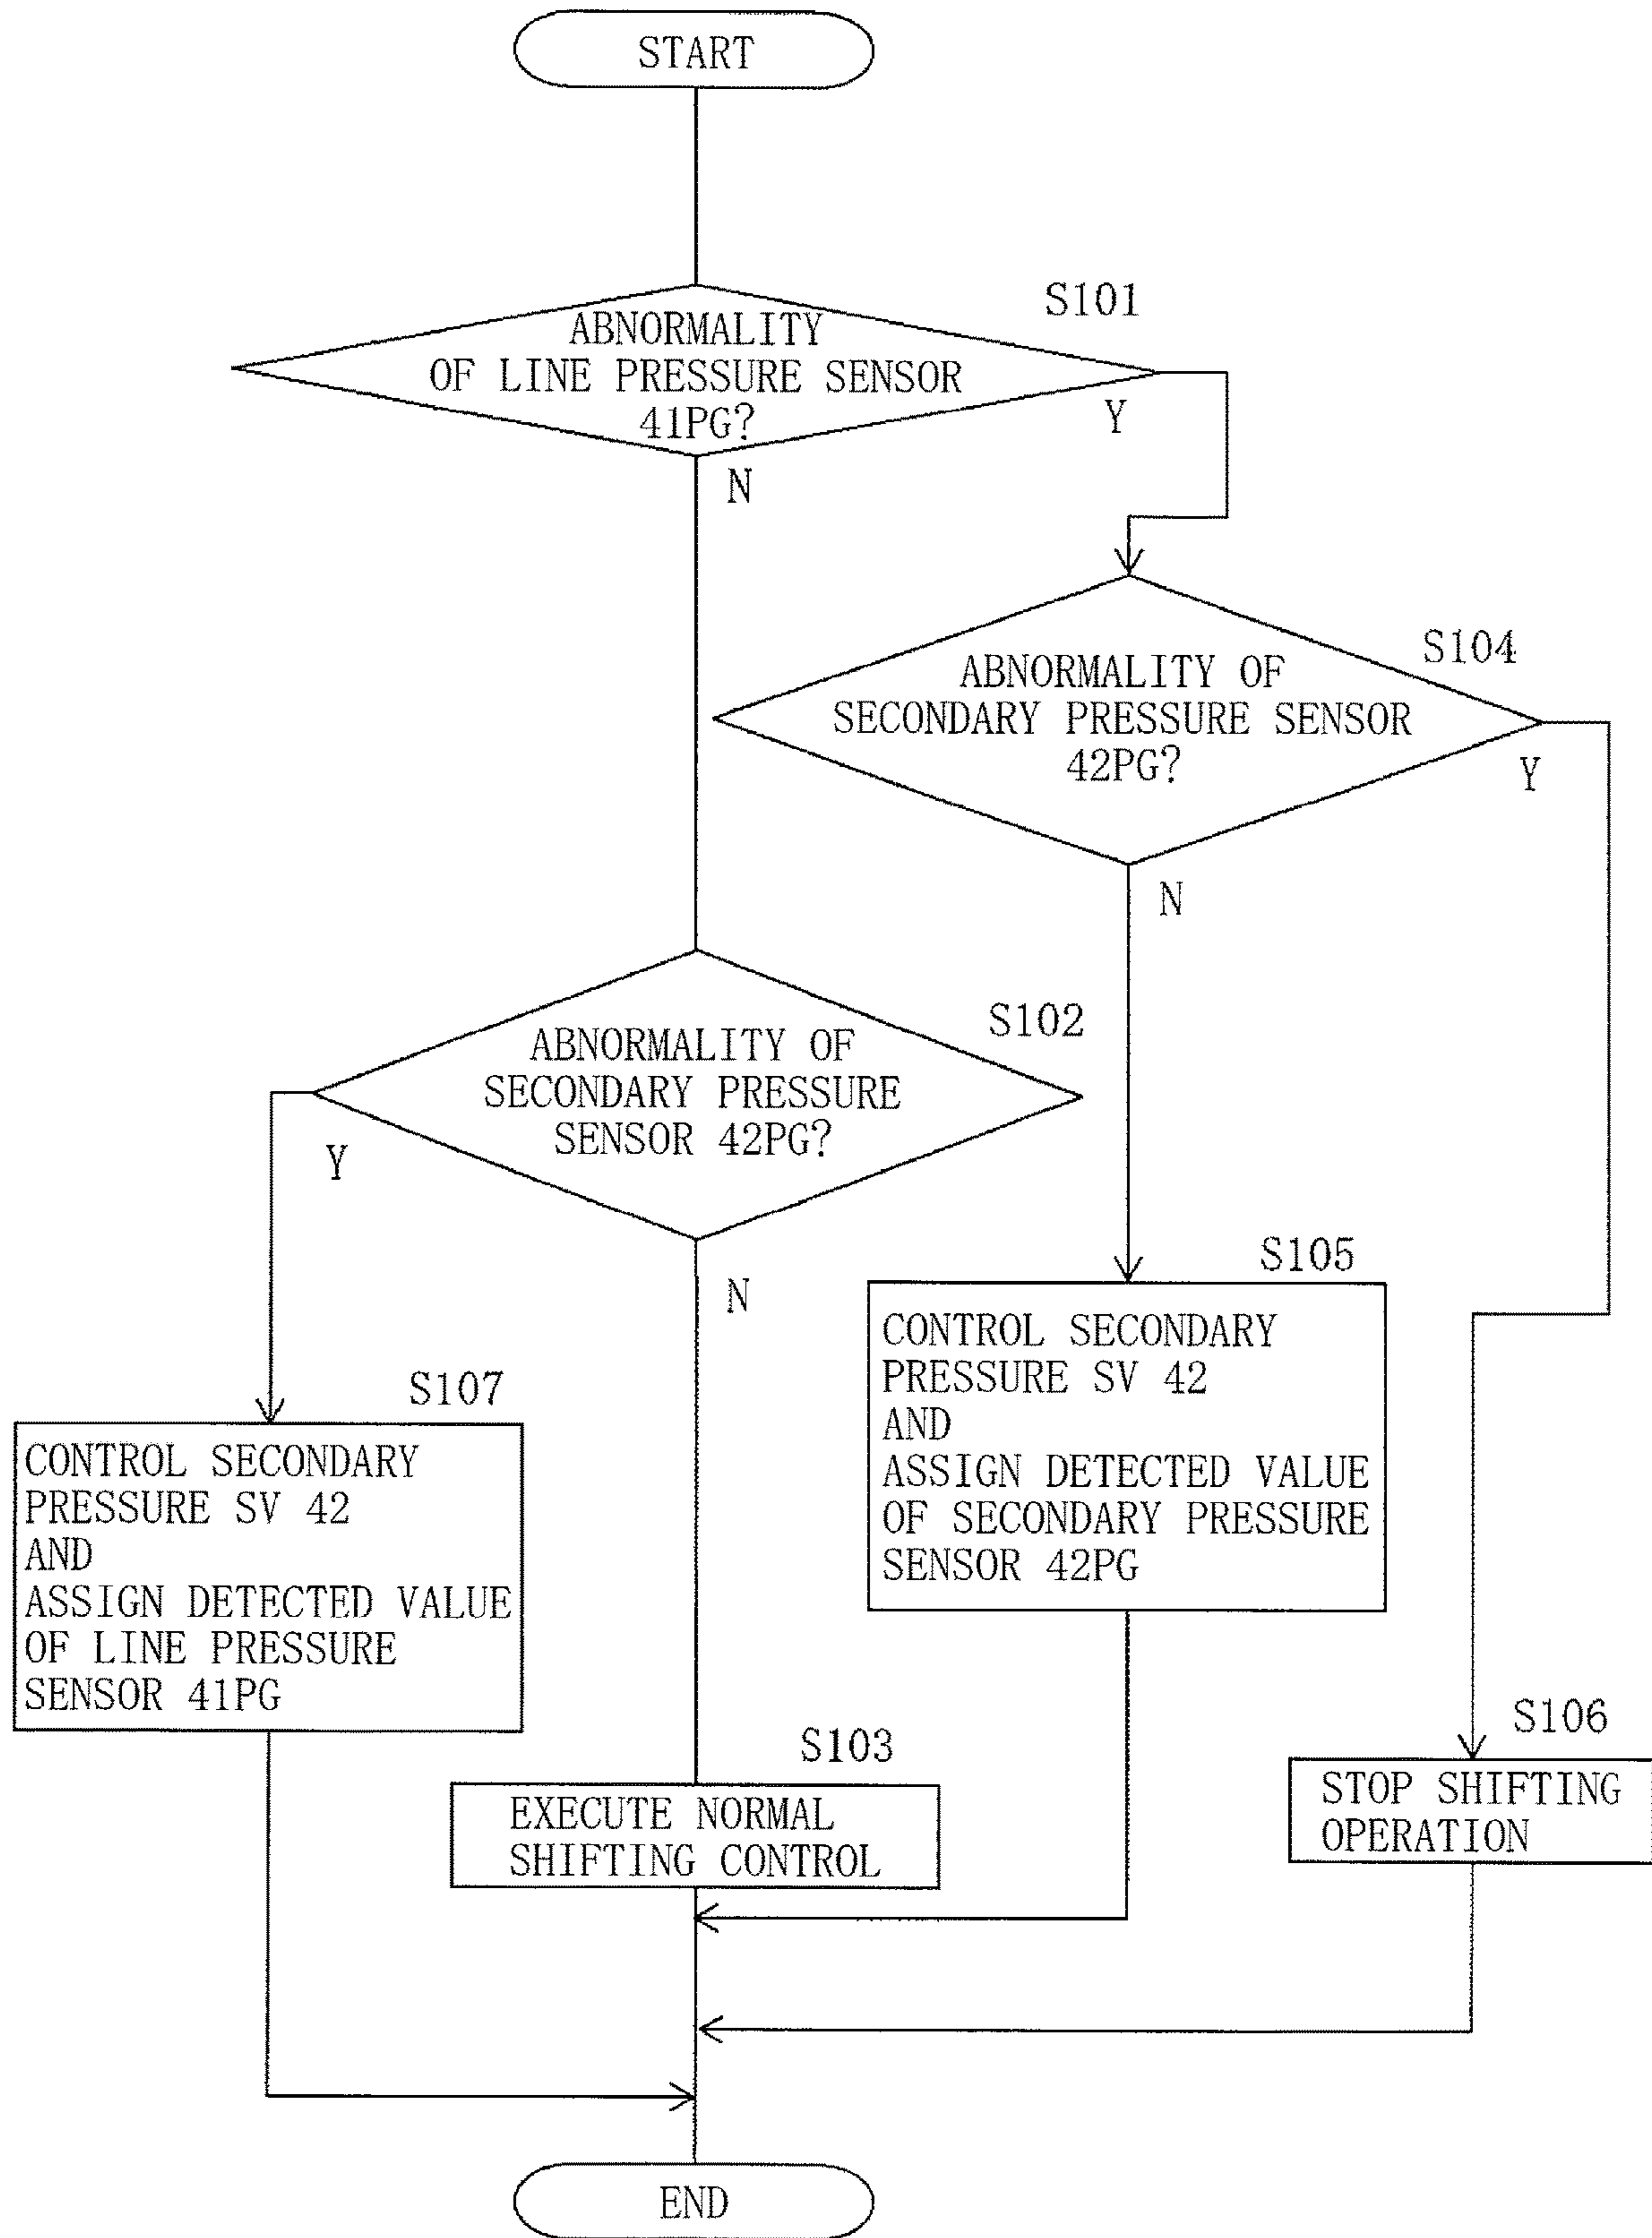 START
S101
ABNORMALITY
OF LINE PRESSURE SENSOR
41PG?
Y
N
S104
ABNORMALITY OF
SECONDARY PRESSURE SENSOR
42PG?
Y
N
S102
ABNORMALITY OF
SECONDARY PRESSURE
SENSOR 42PG?
Y
N
S105
CONTROL SECONDARY
PRESSURE SV 42
AND
ASSIGN DETECTED VALUE
OF SECONDARY PRESSURE
SENSOR 42PG
S107
CONTROL SECONDARY
PRESSURE SV 42
AND
ASSIGN DETECTED VALUE
OF LINE PRESSURE
SENSOR 41PG
S103
EXECUTE NORMAL
SHIFTING CONTROL
S106
STOP SHIFTING
OPERATION
END